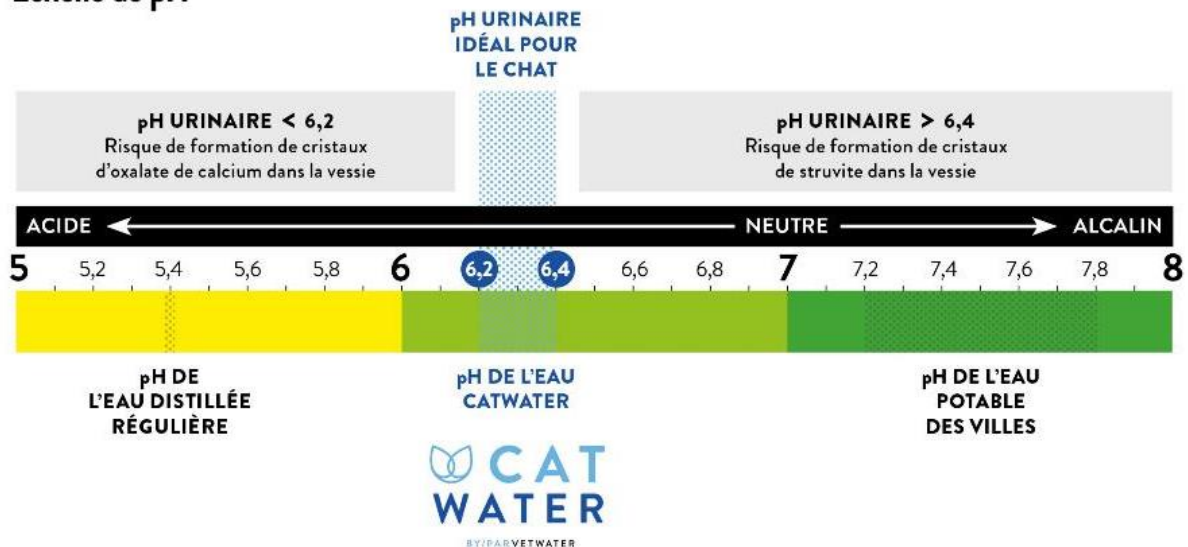 pH URINAIRE
IDÉAL POUR
LE CHAT
pH URINAIRE < 6,2
Risque de formation de cristaux
d'oxalate de calcium dans la vessie
pH URINAIRE > 6,4
Risque de formation de cristaux
de struvite dans la vessie
ACIDE NEUTRE ALCALIN
5 5,2 5,4 5,6 5,8 6 6,2 6,4 6,6 6,8 7 7,2 7,4 7,6 7,8 8
pH DE
L'EAU DISTILLÉE
RÉGULIÈRE
pH DE L'EAU
CATWATER
pH DE L'EAU
POTABLE
DES VILLES
CAT
WATER
BY/PAR VETWATER